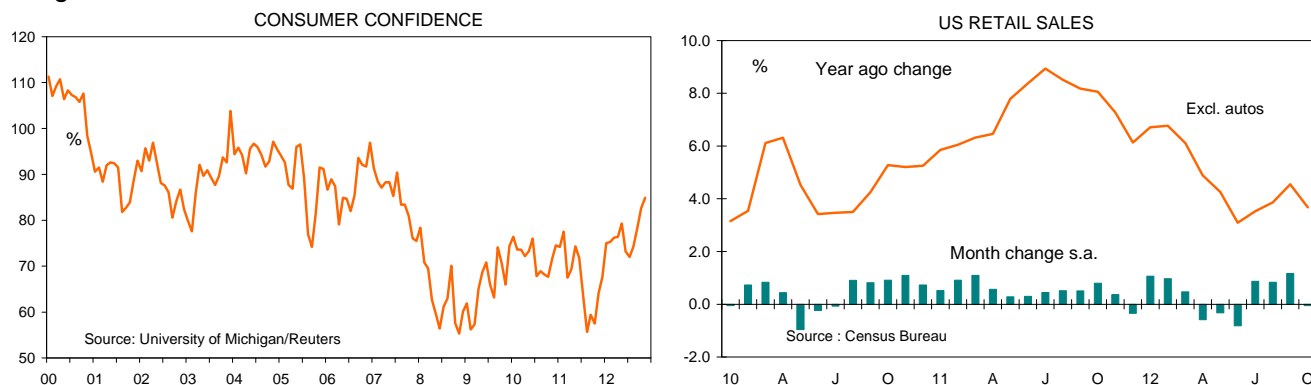 CONSUMER CONFIDENCE
120
110
100
90
80
70
60
50
%
Source: University of Michigan/Reuters
00 01 02 03 04 05 06 07 08 09 10 11 12
US RETAIL SALES
10.0
8.0
6.0
4.0
2.0
0.0
-2.0
% Year ago change
Excl. autos
Month change s.a.
Source : Census Bureau
10 A J O 11 A J O 12 A J